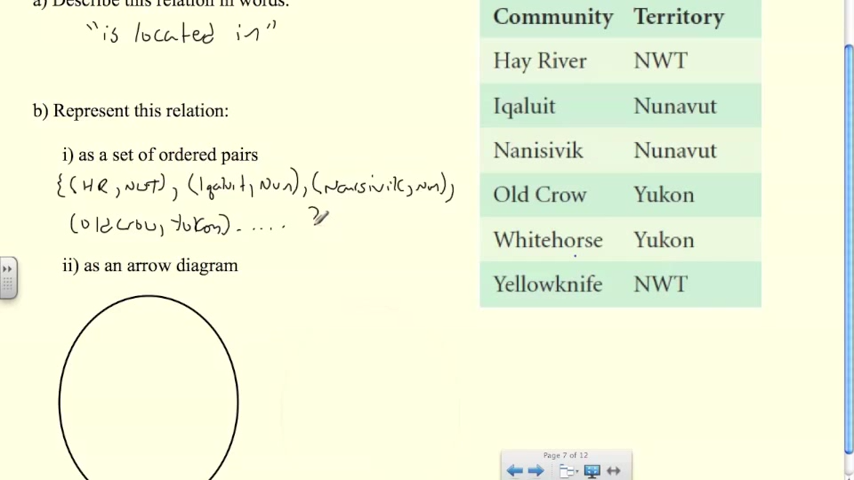 a) Describe this relation in words.
"is located in"
b) Represent this relation:
i) as a set of ordered pairs
{(HR, NWT), (Iqaluit, Nun), (Nanisivik, Nun),
(Old Crow, Yukon)..... }
ii) as an arrow diagram
Community Territory
Hay River NWT
Iqaluit Nunavut
Nanisivik Nunavut
Old Crow Yukon
Whitehorse Yukon
Yellowknife NWT
Page 7 of 12